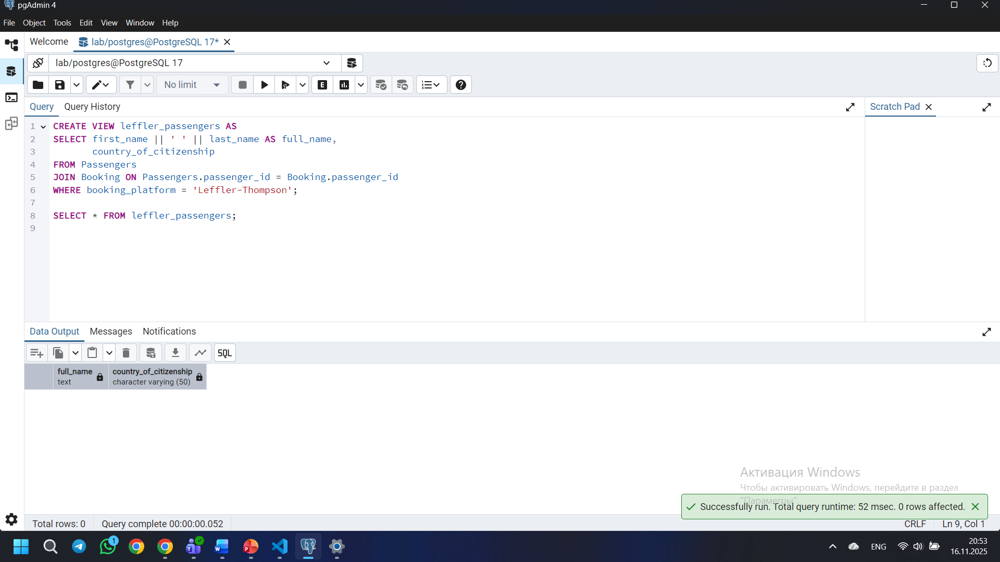 pgAdmin 4
File Object Tools Edit View Window Help
Welcome lab/postgres@PostgreSQL 17*
lab/postgres@PostgreSQL 17
No limit
E
Query Query History
Scratch Pad
1 CREATE VIEW leffler_passengers AS
2 SELECT first_name || ' ' || last_name AS full_name,
3 country_of_citizenship
4 FROM Passengers
5 JOIN Booking ON Passengers.passenger_id = Booking.passenger_id
6 WHERE booking_platform = 'Leffler-Thompson';
7
8 SELECT * FROM leffler_passengers;
9
Data Output Messages Notifications
SQL
full_name country_of_citizenship
text character varying (50)
Активация Windows
Чтобы активировать Windows, перейдите в раздел
"Параметры".
Successfully run. Total query runtime: 52 msec. 0 rows affected.
Total rows: 0 Query complete 00:00:00.052 CRLF Ln 9, Col 1
1
ENG
20:53
16.11.2025